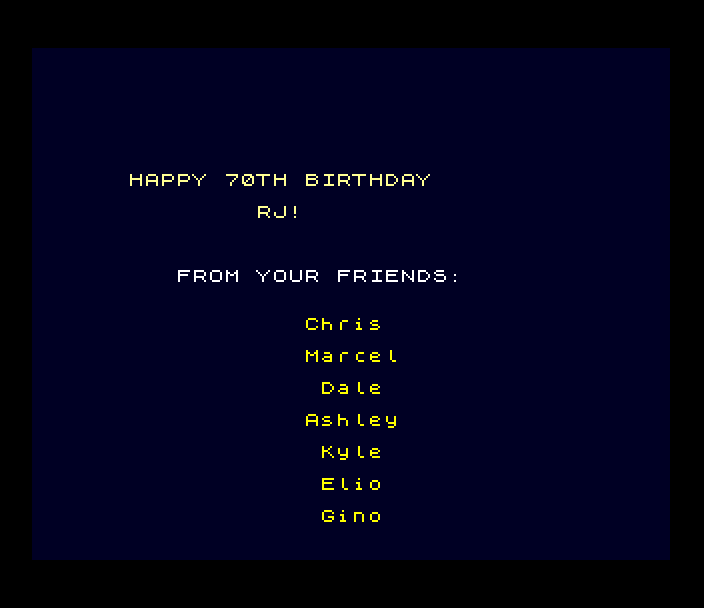 HAPPY 70TH BIRTHDAY
RJ!
FROM YOUR FRIENDS:
Chris
Marcel
Dale
Ashley
Kyle
Elio
Gino